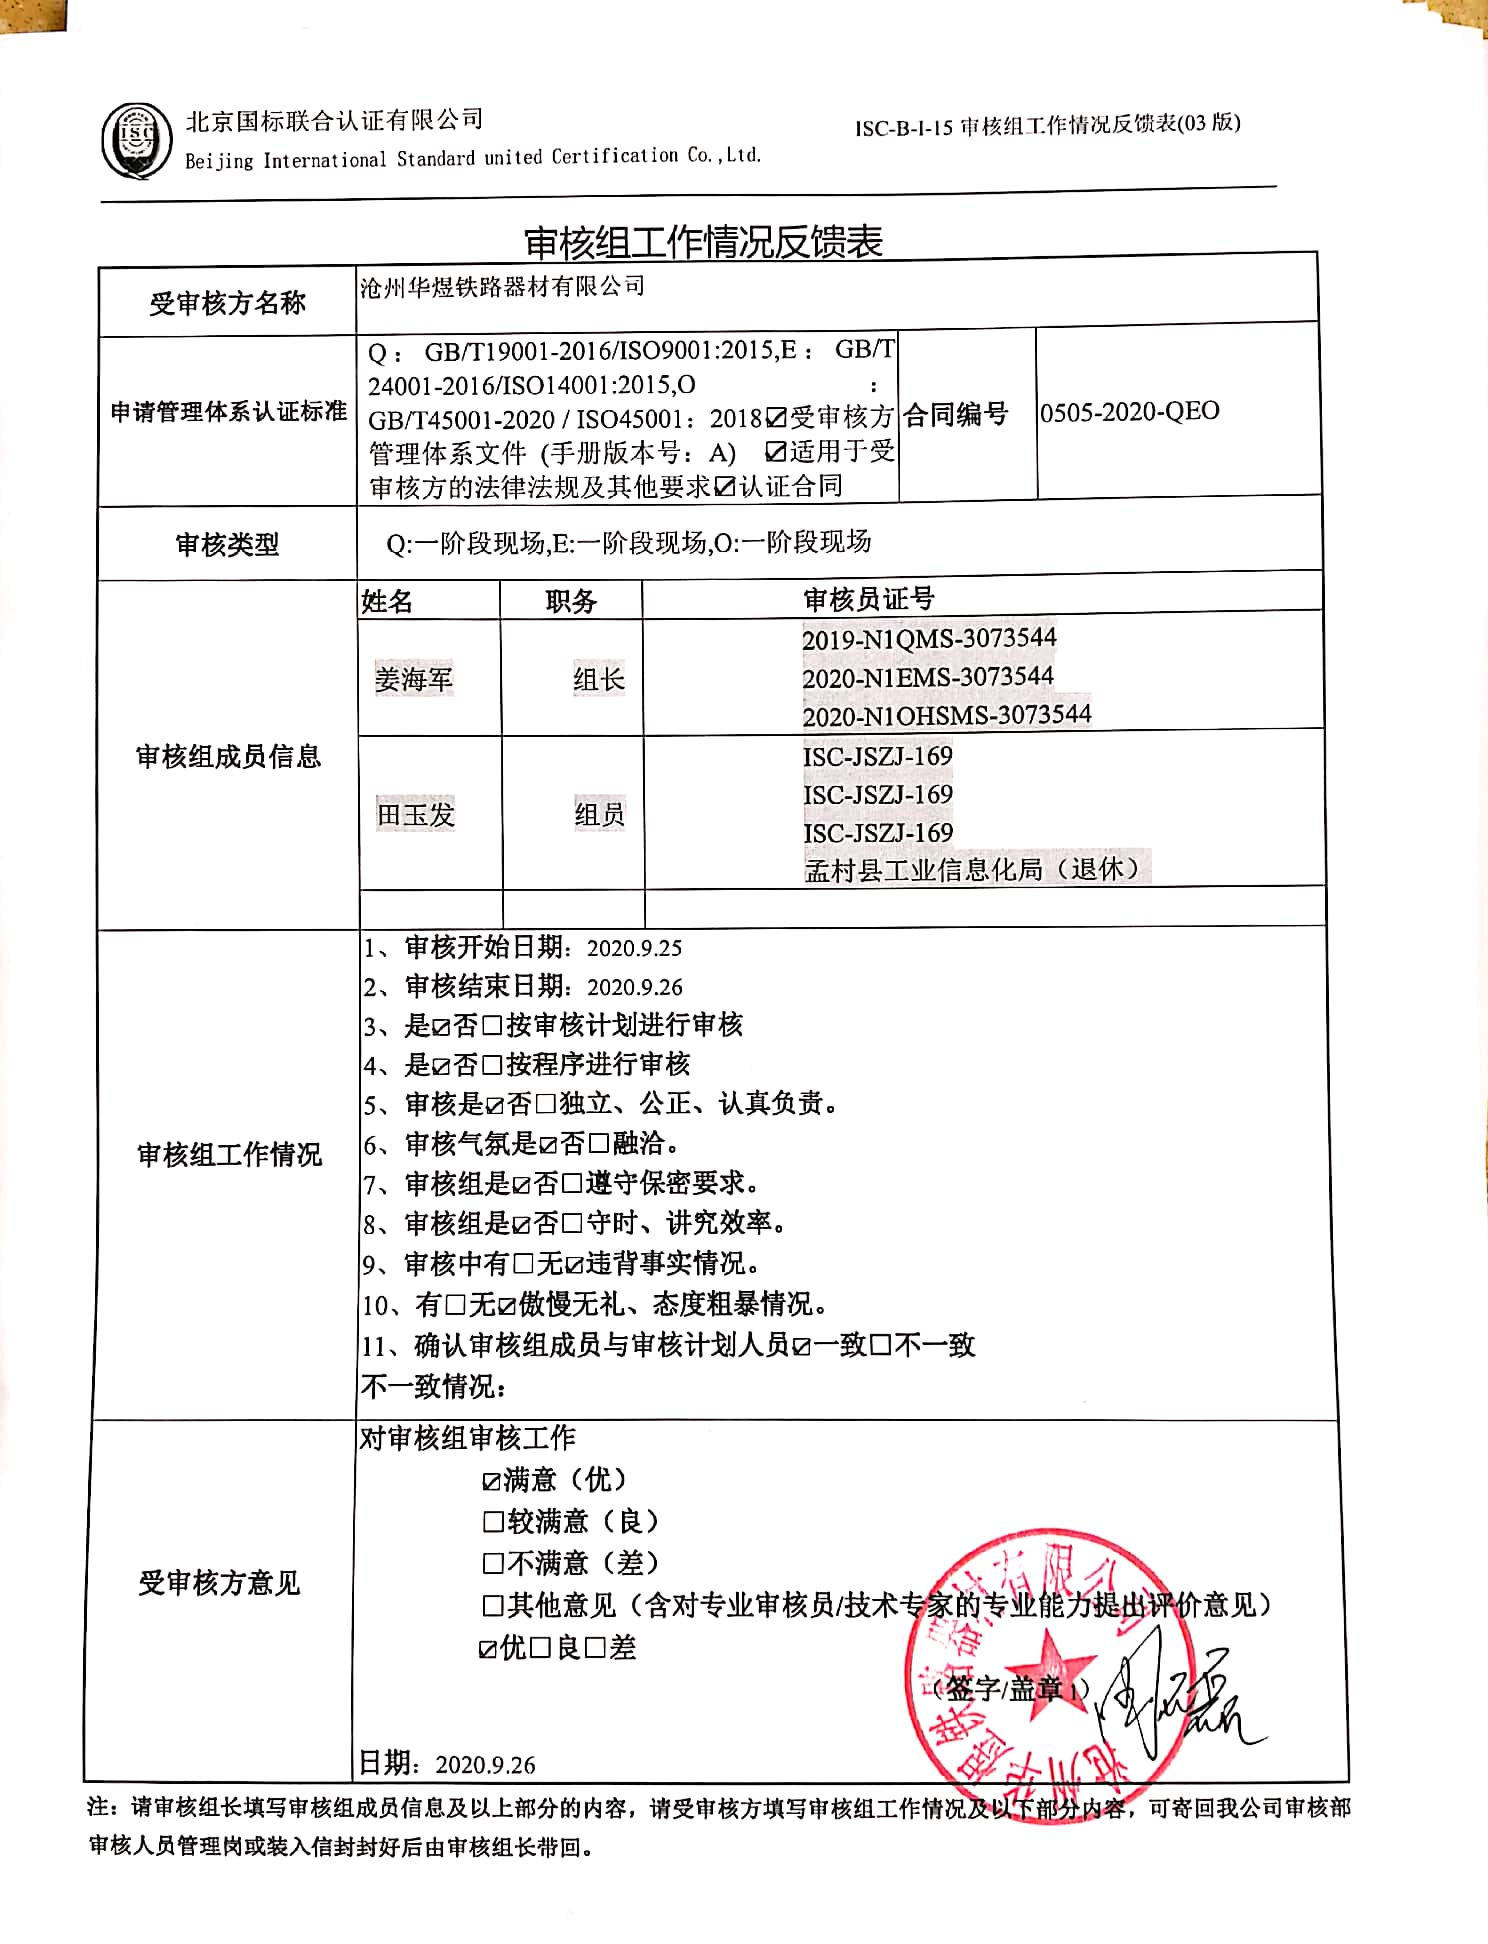 北京国标联合认证有限公司
ISC-B-I-15 审核组工作情况反馈表(03 版)
Beijing International Standard united Certification Co.,Ltd.
ISC
审核组工作情况反馈表
受审核方名称
沧州华煜铁路器材有限公司
申请管理体系认证标准
Q： GB/T19001-2016/ISO9001:2015,E： GB/T
24001-2016/ISO14001:2015,O ：
GB/T45001-2020 / ISO45001：2018☑受审核方
管理体系文件 (手册版本号：A) ☑适用于受
审核方的法律法规及其他要求☑认证合同
合同编号
0505-2020-QEO
审核类型
Q:一阶段现场,E:一阶段现场,O:一阶段现场
审核组成员信息
姓名 职务 审核员证号
姜海军 组长
2019-N1QMS-3073544
2020-N1EMS-3073544
2020-N1OHSMS-3073544
田玉发 组员
ISC-JSZJ-169
ISC-JSZJ-169
ISC-JSZJ-169
孟村县工业信息化局（退休）
审核组工作情况
1、审核开始日期：2020.9.25
2、审核结束日期：2020.9.26
3、是☑否□按审核计划进行审核
4、是☑否□按程序进行审核
5、审核是☑否□独立、公正、认真负责。
6、审核气氛是☑否□融洽。
7、审核组是☑否□遵守保密要求。
8、审核组是☑否□守时、讲究效率。
9、审核中有□无☑违背事实情况。
10、有□无☑傲慢无礼、态度粗暴情况。
11、确认审核组成员与审核计划人员☑一致□不一致
不一致情况：
受审核方意见
对审核组审核工作
☑满意（优）
□较满意（良）
□不满意（差）
□其他意见（含对专业审核员/技术专家的专业能力提出评价意见）
☑优□良□差
（签字/盖章）
沧州华煜铁路器材有限公司
日期：2020.9.26
注：请审核组长填写审核组成员信息及以上部分的内容，请受审核方填写审核组工作情况及以下部分内容，可寄回我公司审核部
审核人员管理岗或装入信封封好后由审核组长带回。